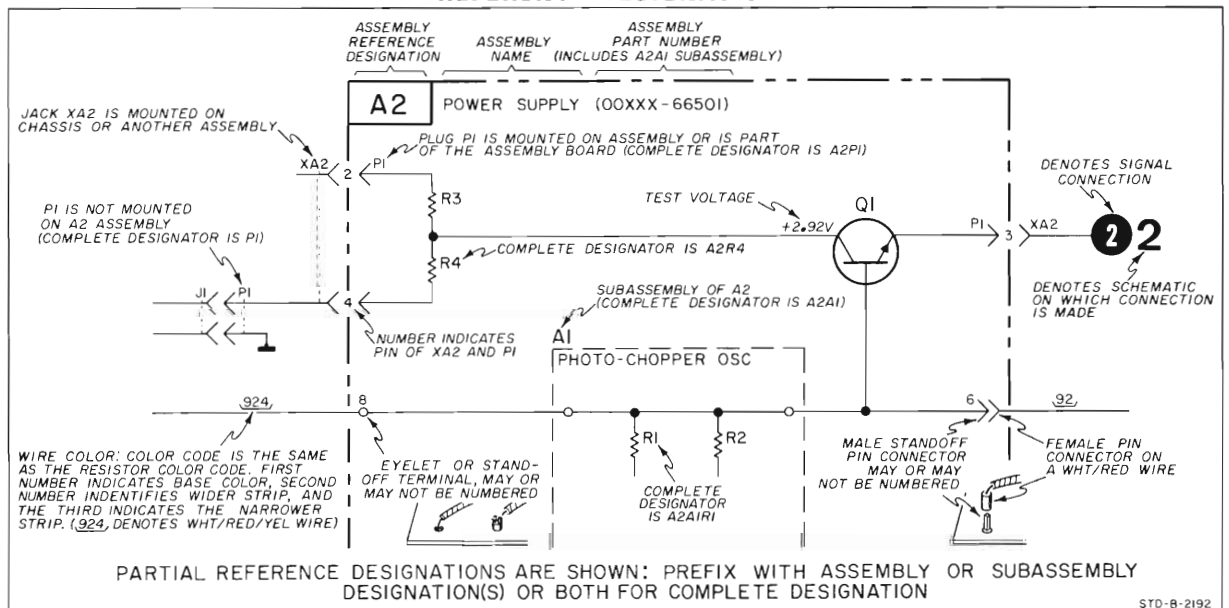 ASSEMBLY
REFERENCE
DESIGNATION
ASSEMBLY
NAME
ASSEMBLY
PART NUMBER
(INCLUDES A2A1 SUBASSEMBLY)
A2
POWER SUPPLY (00XXX-66501)
JACK XA2 IS MOUNTED ON
CHASSIS OR ANOTHER ASSEMBLY
XA2
2
P1
PLUG P1 IS MOUNTED ON ASSEMBLY OR IS PART
OF THE ASSEMBLY BOARD (COMPLETE DESIGNATOR IS A2P1)
DENOTES SIGNAL
CONNECTION
R3
TEST VOLTAGE
+2.92V
Q1
P1
3
XA2
2
2
P1 IS NOT MOUNTED
ON A2 ASSEMBLY
(COMPLETE DESIGNATOR IS P1)
R4
COMPLETE DESIGNATOR IS A2R4
J1
P1
4
SUBASSEMBLY OF A2
(COMPLETE DESIGNATOR IS A2A1)
DENOTES SCHEMATIC
ON WHICH CONNECTION
IS MADE
NUMBER INDICATES
PIN OF XA2 AND P1
A1
PHOTO-CHOPPER OSC
924
8
6
92
R1
R2
WIRE COLOR: COLOR CODE IS THE SAME
AS THE RESISTOR COLOR CODE. FIRST
NUMBER INDICATES BASE COLOR, SECOND
NUMBER INDENTIFIES WIDER STRIP, AND
THE THIRD INDICATES THE NARROWER
STRIP. (924, DENOTES WHT/RED/YEL WIRE)
EYELET OR STAND-
OFF TERMINAL, MAY OR
MAY NOT BE NUMBERED
COMPLETE
DESIGNATOR
IS A2A1R1
MALE STANDOFF
PIN CONNECTOR
MAY OR MAY
NOT BE NUMBERED
FEMALE PIN
CONNECTOR ON
A WHT/RED WIRE
PARTIAL REFERENCE DESIGNATIONS ARE SHOWN: PREFIX WITH ASSEMBLY OR SUBASSEMBLY
DESIGNATION(S) OR BOTH FOR COMPLETE DESIGNATION
STD-B-2192